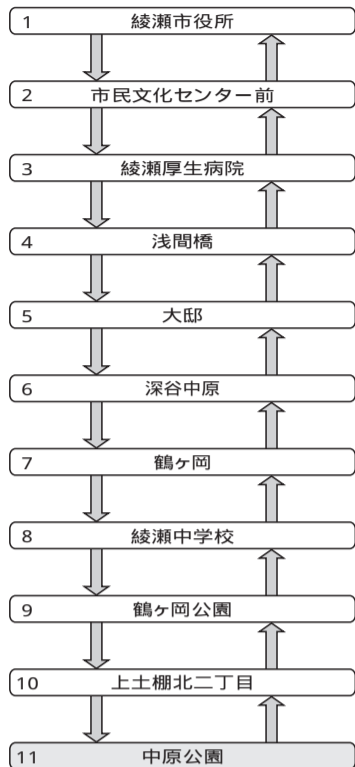 1 綾瀬市役所
2 市民文化センター前
3 綾瀬厚生病院
4 浅間橋
5 大邸
6 深谷中原
7 鶴ヶ岡
8 綾瀬中学校
9 鶴ヶ岡公園
10 上土棚北二丁目
11 中原公園